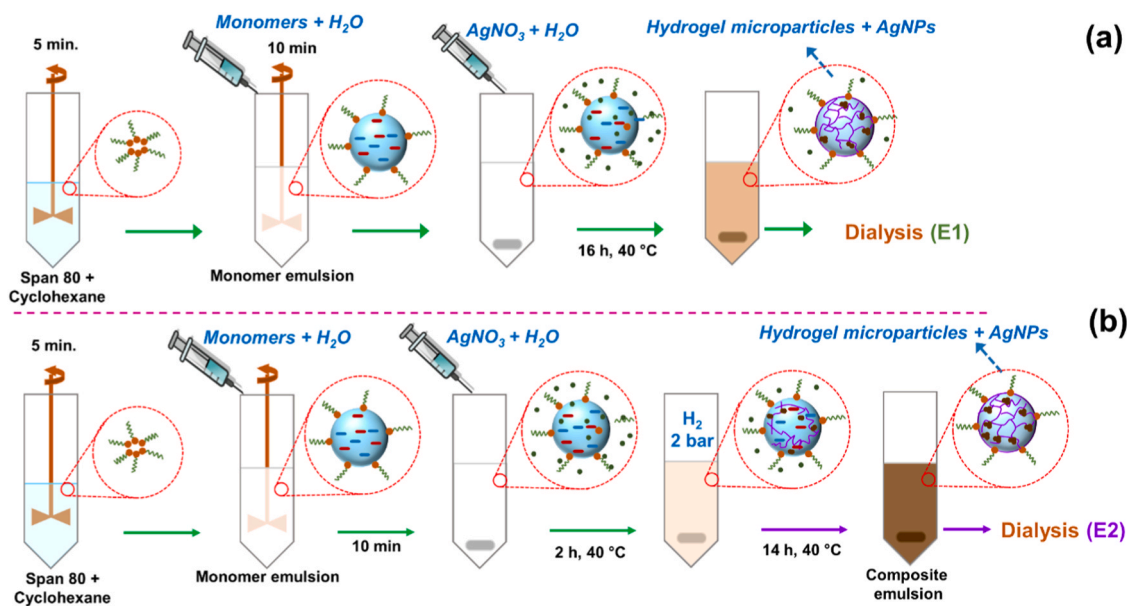 (a)
5 min.
Monomers + H₂O
10 min
AgNO₃ + H₂O
Hydrogel microparticles + AgNPs
16 h, 40 °C
Dialysis (E1)
Span 80 +
Cyclohexane
Monomer emulsion
(b)
5 min.
Monomers + H₂O
AgNO₃ + H₂O
Hydrogel microparticles + AgNPs
H₂
2 bar
10 min
2 h, 40 °C
14 h, 40 °C
Dialysis (E2)
Span 80 +
Cyclohexane
Monomer emulsion
Composite
emulsion